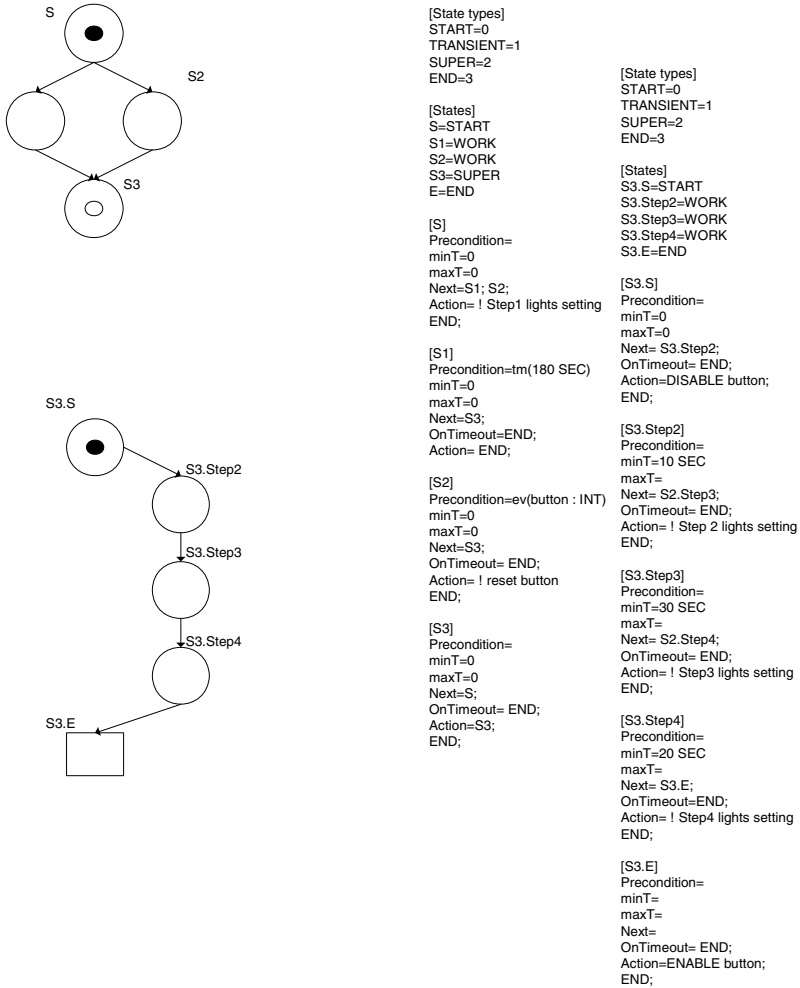 S
S2
S3
S3.S
S3.Step2
S3.Step3
S3.Step4
S3.E
[State types]
START=0
TRANSIENT=1
SUPER=2
END=3
[States]
S=START
S1=WORK
S2=WORK
S3=SUPER
E=END
[S]
Precondition=
minT=0
maxT=0
Next=S1; S2;
Action= ! Step1 lights setting
END;
[S1]
Precondition=tm(180 SEC)
minT=0
maxT=0
Next=S3;
OnTimeout=END;
Action= END;
[S2]
Precondition=ev(button : INT)
minT=0
maxT=0
Next=S3;
OnTimeout= END;
Action= ! reset button
END;
[S3]
Precondition=
minT=0
maxT=0
Next=S;
OnTimeout= END;
Action=S3;
END;
[State types]
START=0
TRANSIENT=1
SUPER=2
END=3
[States]
S3.S=START
S3.Step2=WORK
S3.Step3=WORK
S3.Step4=WORK
S3.E=END
[S3.S]
Precondition=
minT=0
maxT=0
Next= S3.Step2;
OnTimeout= END;
Action=DISABLE button;
END;
[S3.Step2]
Precondition=
minT=10 SEC
maxT=
Next= S2.Step3;
OnTimeout= END;
Action= ! Step 2 lights setting
END;
[S3.Step3]
Precondition=
minT=30 SEC
maxT=
Next= S2.Step4;
OnTimeout= END;
Action= ! Step3 lights setting
END;
[S3.Step4]
Precondition=
minT=20 SEC
maxT=
Next= S3.E;
OnTimeout=END;
Action= ! Step4 lights setting
END;
[S3.E]
Precondition=
minT=
maxT=
Next=
OnTimeout= END;
Action=ENABLE button;
END;